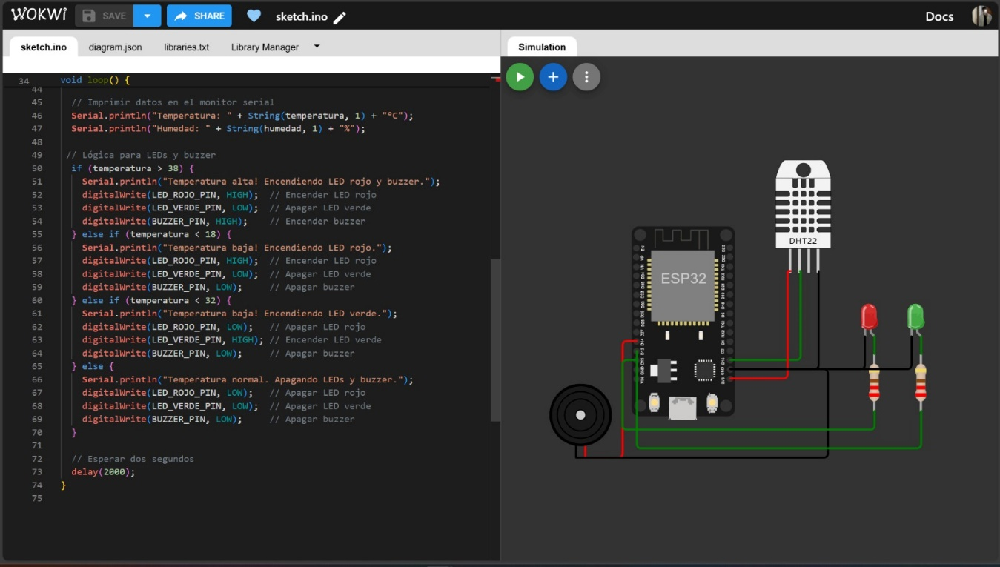 WOKWI SAVE SHARE sketch.ino Docs
sketch.ino diagram.json libraries.txt Library Manager Simulation
34 void loop() {
44
45 // Imprimir datos en el monitor serial
46 Serial.println("Temperatura: " + String(temperatura, 1) + "°C");
47 Serial.println("Humedad: " + String(humedad, 1) + "%");
48
49 // Lógica para LEDs y buzzer
50 if (temperatura > 38) {
51 Serial.println("Temperatura alta! Encendiendo LED rojo y buzzer.");
52 digitalWrite(LED_ROJO_PIN, HIGH); // Encender LED rojo
53 digitalWrite(LED_VERDE_PIN, LOW); // Apagar LED verde
54 digitalWrite(BUZZER_PIN, HIGH); // Encender buzzer
55 } else if (temperatura < 18) {
56 Serial.println("Temperatura baja! Encendiendo LED rojo.");
57 digitalWrite(LED_ROJO_PIN, HIGH); // Encender LED rojo
58 digitalWrite(LED_VERDE_PIN, LOW); // Apagar LED verde
59 digitalWrite(BUZZER_PIN, LOW); // Apagar buzzer
60 } else if (temperatura < 32) {
61 Serial.println("Temperatura baja! Encendiendo LED verde.");
62 digitalWrite(LED_ROJO_PIN, LOW); // Apagar LED rojo
63 digitalWrite(LED_VERDE_PIN, HIGH); // Encender LED verde
64 digitalWrite(BUZZER_PIN, LOW); // Apagar buzzer
65 } else {
66 Serial.println("Temperatura normal. Apagando LEDs y buzzer.");
67 digitalWrite(LED_ROJO_PIN, LOW); // Apagar LED rojo
68 digitalWrite(LED_VERDE_PIN, LOW); // Apagar LED verde
69 digitalWrite(BUZZER_PIN, LOW); // Apagar buzzer
70 }
71
72 // Esperar dos segundos
73 delay(2000);
74 }
75
DHT22
ESP32